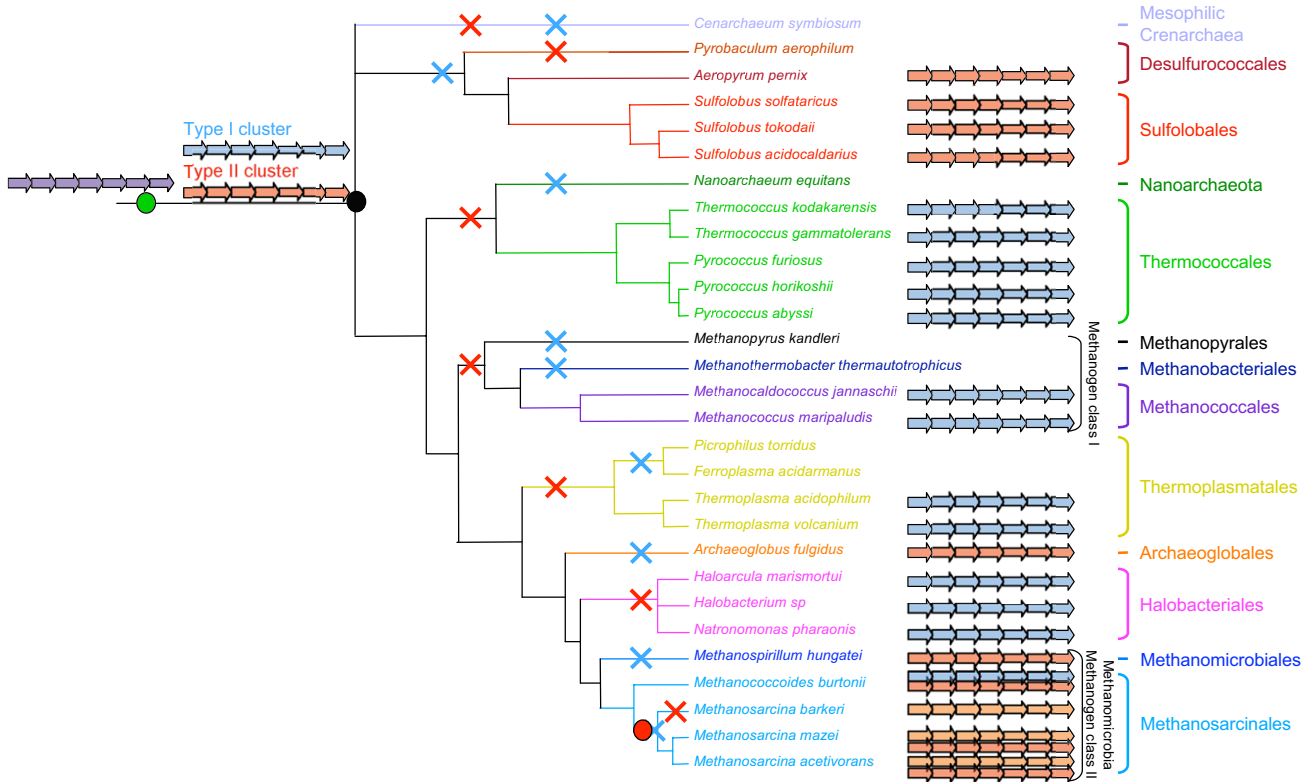 Type I cluster
Type II cluster
Cenarchaeum symbiosum
Pyrobaculum aerophilum
Aeropyrum pernix
Sulfolobus solfataricus
Sulfolobus tokodaii
Sulfolobus acidocaldarius
Nanoarchaeum equitans
Thermococcus kodakarensis
Thermococcus gammatolerans
Pyrococcus furiosus
Pyrococcus horikoshii
Pyrococcus abyssi
Methanopyrus kandleri
Methanothermobacter thermautotrophicus
Methanocaldococcus jannaschii
Methanococcus maripaludis
Picrophilus torridus
Ferroplasma acidarmanus
Thermoplasma acidophilum
Thermoplasma volcanium
Archaeoglobus fulgidus
Haloarcula marismortui
Halobacterium sp
Natronomonas pharaonis
Methanospirillum hungatei
Methanococcoides burtonii
Methanosarcina barkeri
Methanosarcina mazei
Methanosarcina acetivorans
Methanogen class I
Methanogen class II
Methanomicrobia
Mesophilic
Crenarchaea
Desulfurococcales
Sulfolobales
Nanoarchaeota
Thermococcales
Methanopyrales
Methanobacteriales
Methanococcales
Thermoplasmatales
Archaeoglobales
Halobacteriales
Methanomicrobiales
Methanosarcinales